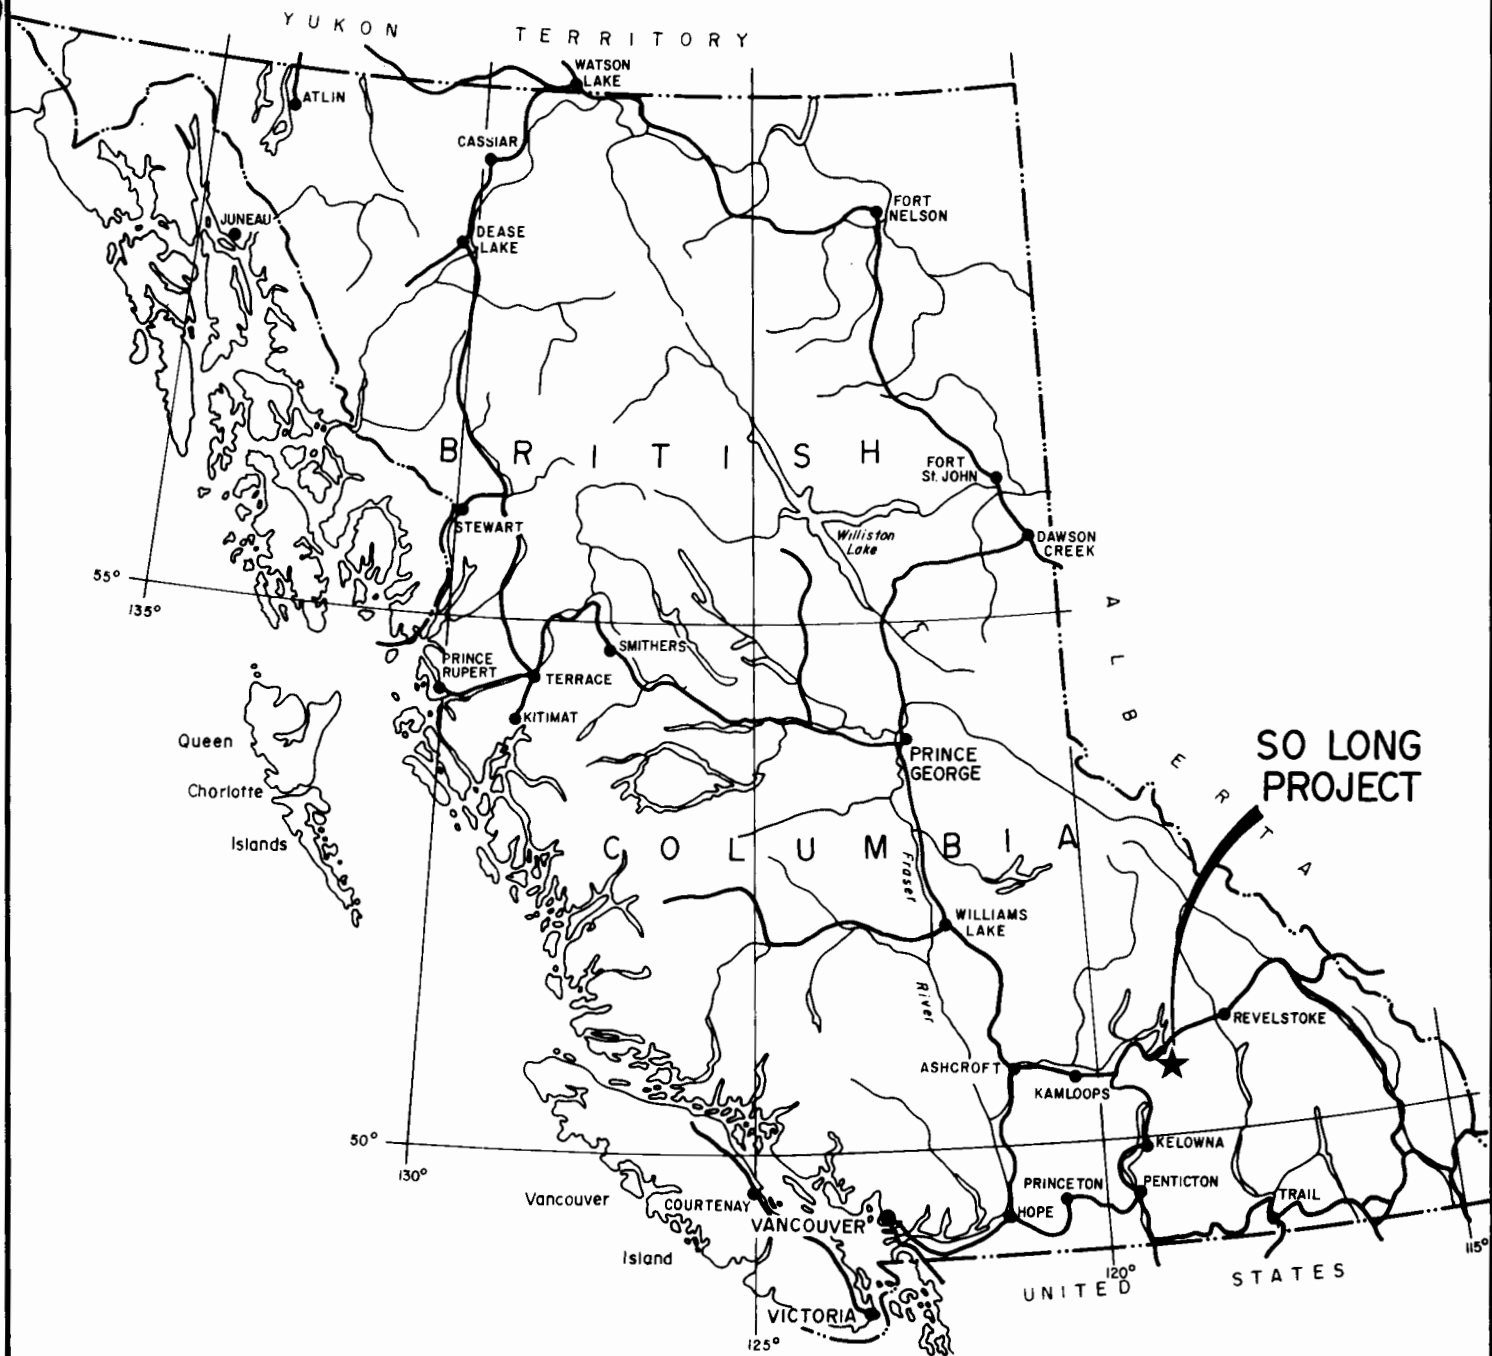 YUKON TERRITORY
WATSON
LAKE
ATLIN
CASSIAR
FORT
NELSON
JUNEAU
DEASE
LAKE
BRITISH
FORT
St. JOHN
STEWART
Williston
Lake
DAWSON
CREEK
55°
135°
ALBERTA
SMITHERS
PRINCE
RUPERT
TERRACE
KITIMAT
Queen
Chorlotte
Islands
PRINCE
GEORGE
SO LONG
PROJECT
COLUMBIA
Fraser
River
WILLIAMS
LAKE
REVELSTOKE
ASHCROFT
KAMLOOPS
50°
130°
KELOWNA
Vancouver
Island
COURTENAY
PRINCETON
PENTICTON
TRAIL
VANCOUVER
HOPE
115°
120°
UNITED STATES
VICTORIA
125°